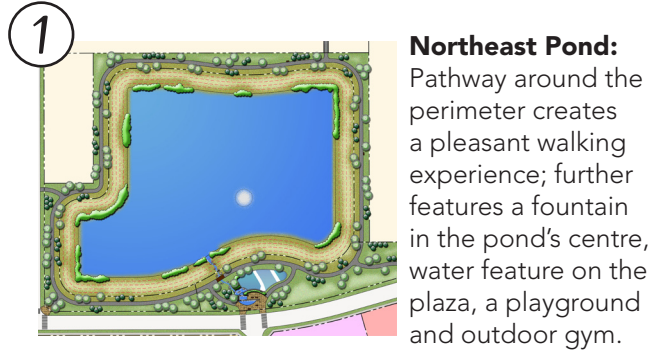 1
Northeast Pond:
Pathway around the
perimeter creates
a pleasant walking
experience; further
features a fountain
in the pond's centre,
water feature on the
plaza, a playground
and outdoor gym.